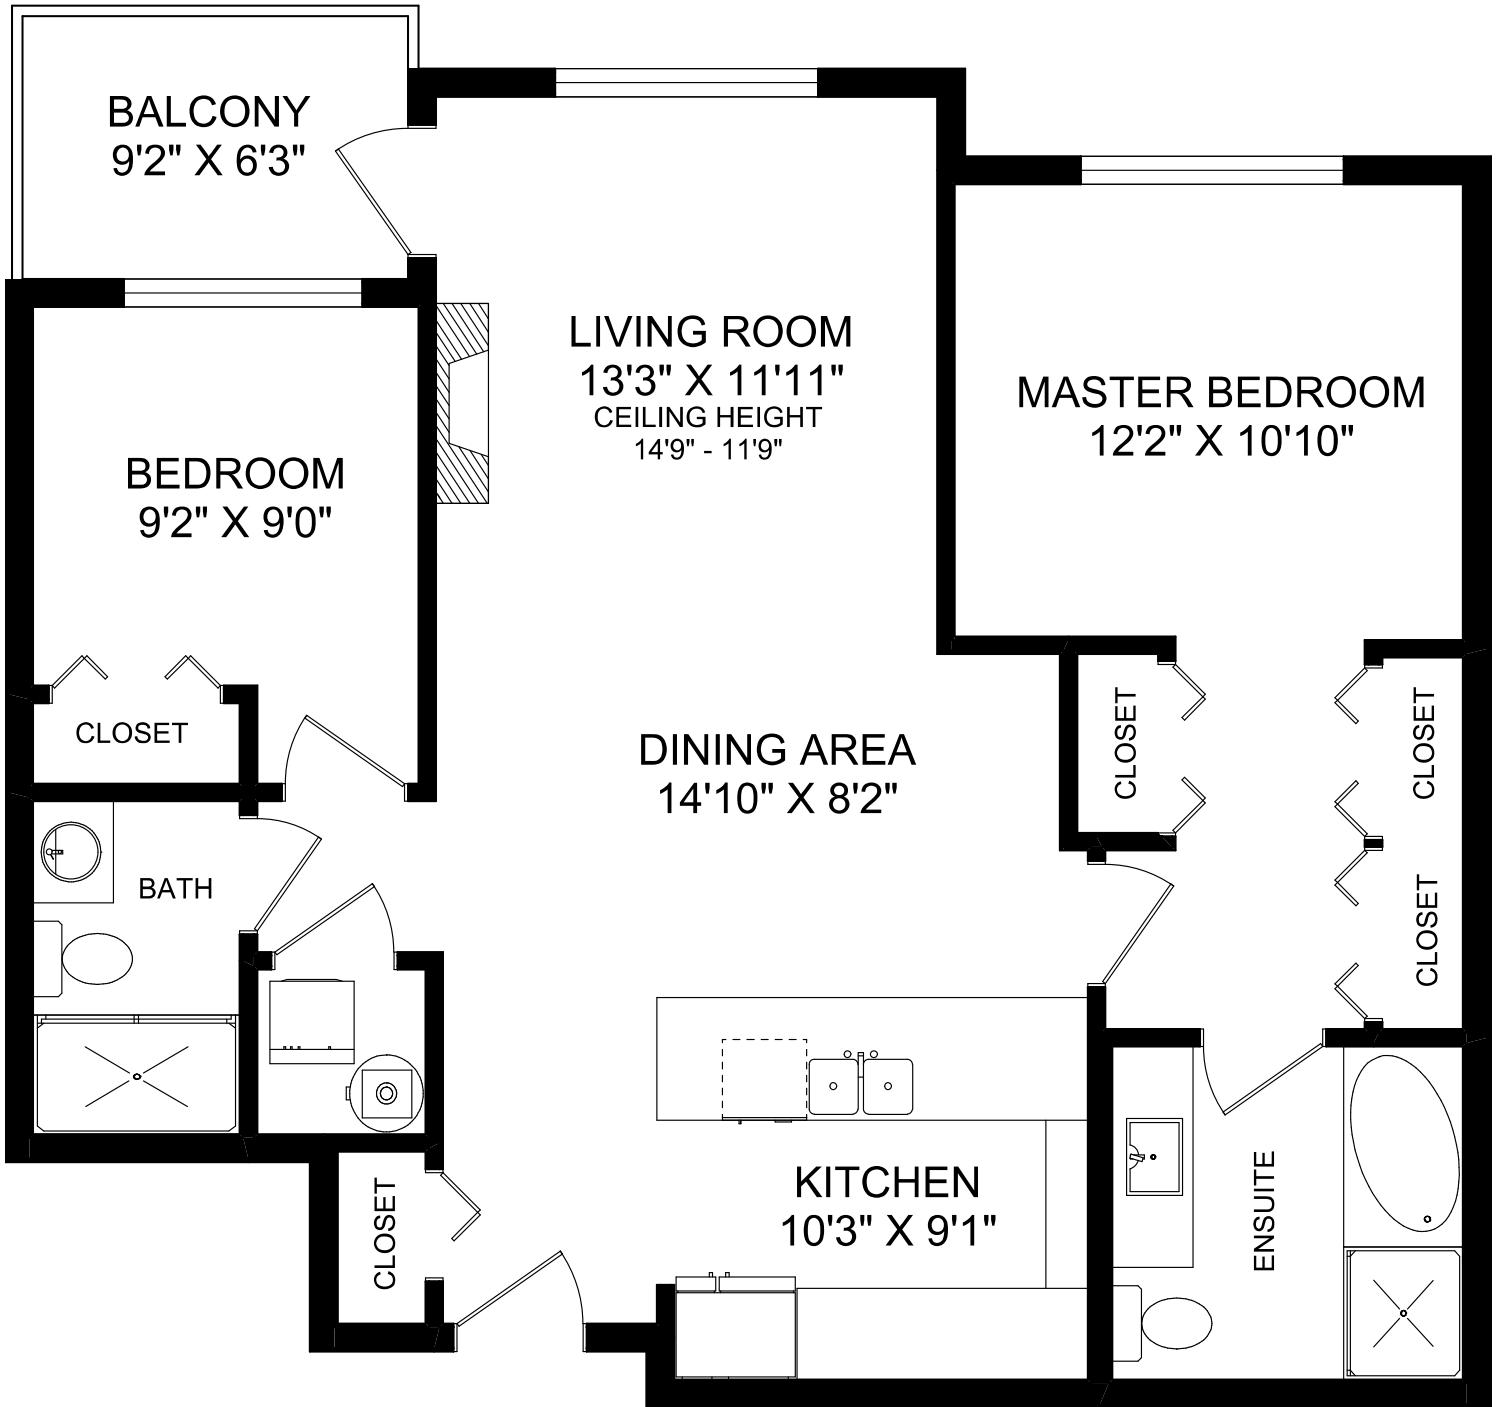 BALCONY
9'2" X 6'3"
LIVING ROOM
13'3" X 11'11"
CEILING HEIGHT
14'9" - 11'9"
MASTER BEDROOM
12'2" X 10'10"
BEDROOM
9'2" X 9'0"
CLOSET
DINING AREA
14'10" X 8'2"
CLOSET
CLOSET
BATH
CLOSET
KITCHEN
10'3" X 9'1"
ENSUITE
CLOSET